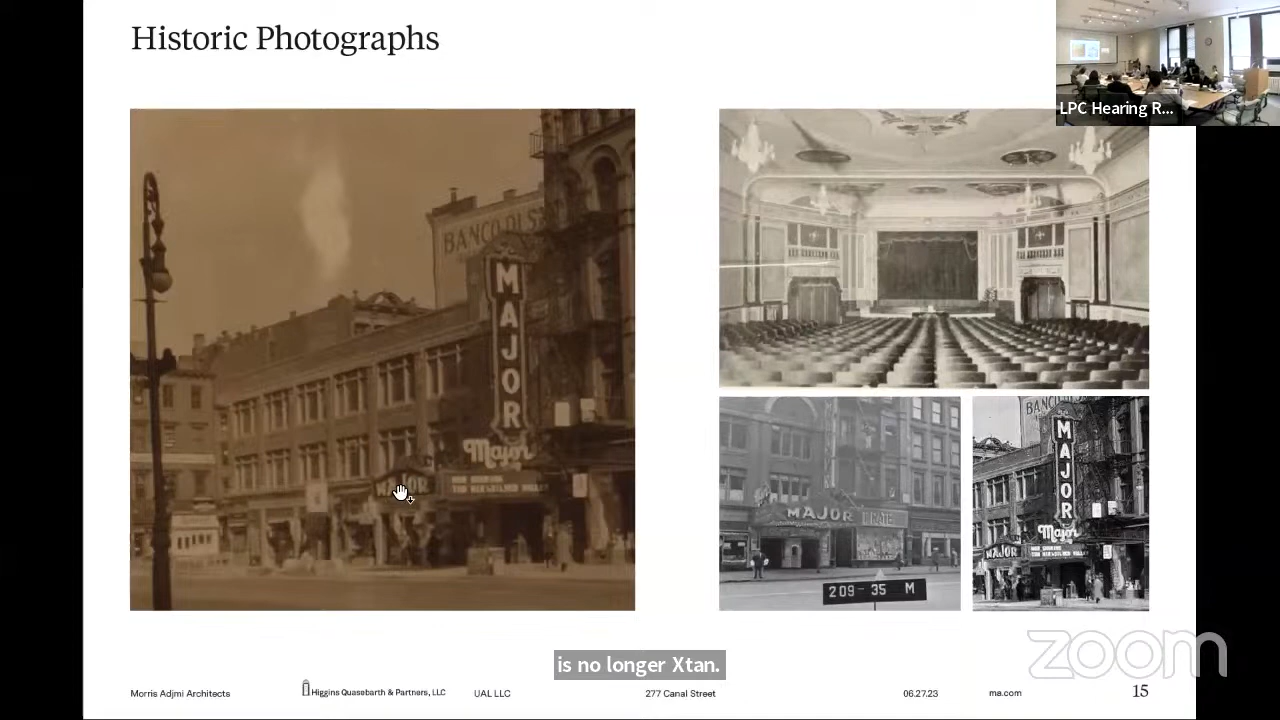 Historic Photographs
LPC Hearing R...
BANCO DI S
MAJOR
Major
MAJOR
MAJOR
209-35 M
BANCO
MAJOR
Major
MAJOR
is no longer Xtan.
zoom
Morris Adjmi Architects
Higgins Quasebarth & Partners, LLC
UAL LLC
277 Canal Street
06.27.23
ma.com
15